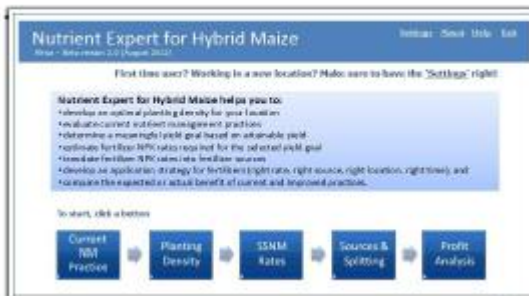 Nutrient Expert for Hybrid Maize
Settings About Help Exit
First time user? Working in a new location? Make sure to have the 'Settings' right!
Nutrient Expert for Hybrid Maize helps you to:
•develop an optimal planting density for your location
•evaluate current nutrient management practices
•determine a meaningful yield goal based on attainable yield
•estimate fertilizer NPK rates required for the selected yield goal
•translate fertilizer NPK rates into fertilizer sources
•develop an application strategy for fertilizers (right rate, right source, right location, right time); and
•compare the expected or actual benefit of current and improved practices.
To start, click a button
Current NM Practice
Planting Density
SSNM Rates
Sources & Splitting
Profit Analysis